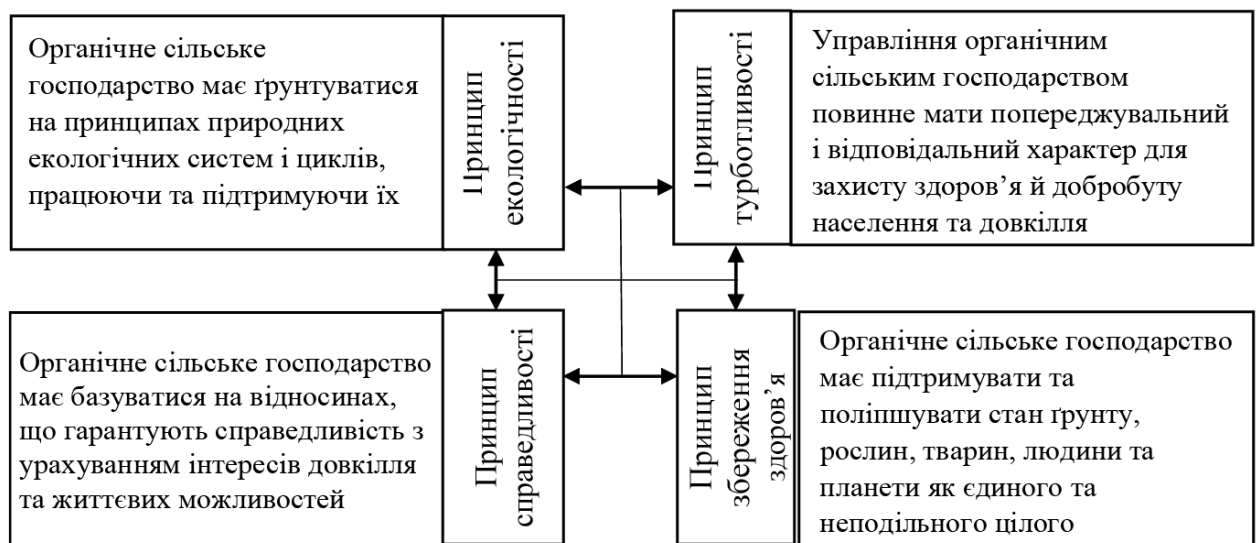 Органічне сільське
господарство має ґрунтуватися
на принципах природних
екологічних систем і циклів,
працюючи та підтримуючи їх
Принцип
екологічності
Принцип
турботливості
Управління органічним
сільським господарством
повинне мати попереджувальний
і відповідальний характер для
захисту здоров’я й добробуту
населення та довкілля
Органічне сільське господарство
має базуватися на відносинах,
що гарантують справедливість з
урахуванням інтересів довкілля
та життєвих можливостей
Принцип
справедливості
Принцип
збереження
здоров’я
Органічне сільське господарство
має підтримувати та
поліпшувати стан ґрунту,
рослин, тварин, людини та
планети як єдиного та
неподільного цілого